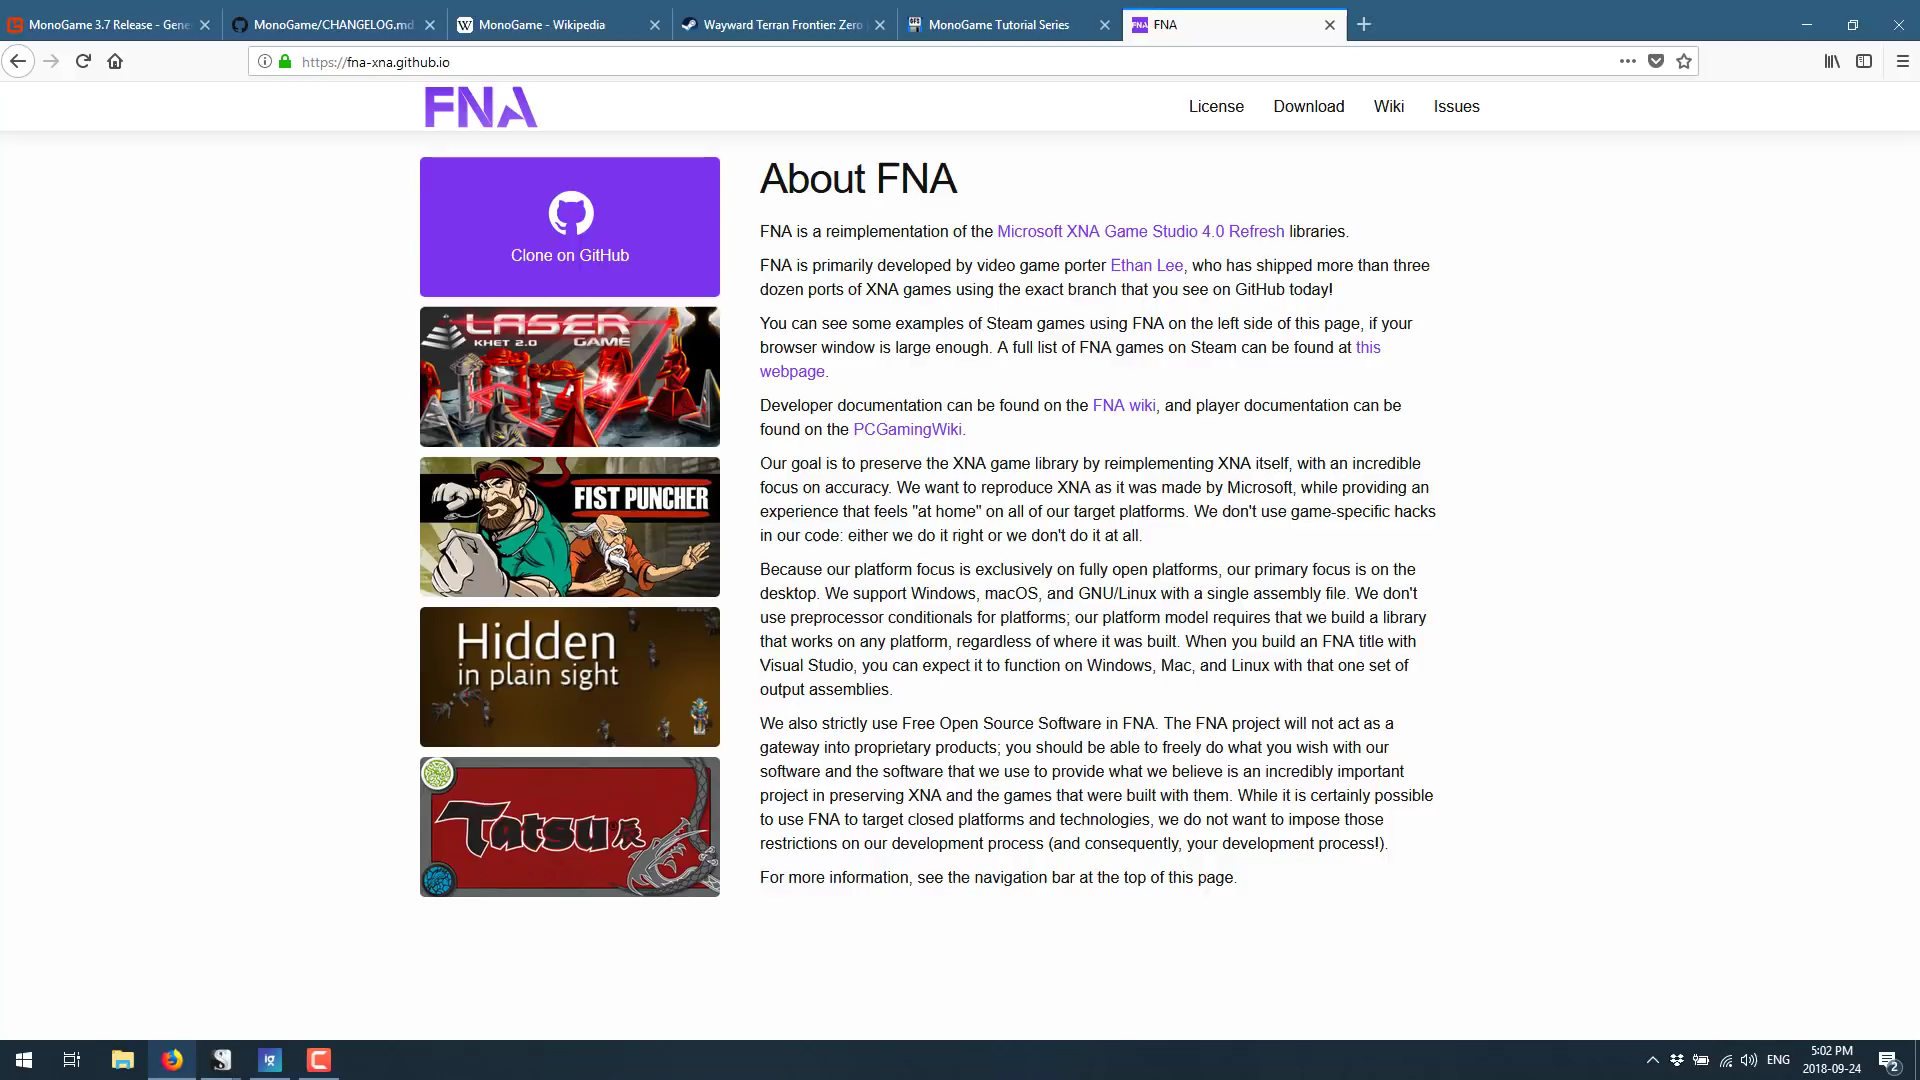 MonoGame 3.7 Release - Gene
MonoGame/CHANGELOG.md
MonoGame - Wikipedia
Wayward Terran Frontier: Zero
MonoGame Tutorial Series
FNA
https://fna-xna.github.io
FNA
License
Download
Wiki
Issues
Clone on GitHub
LASER
KHET 2.0 GAME
FIST PUNCHER
Hidden
in plain sight
Tatsu辰
About FNA
FNA is a reimplementation of the Microsoft XNA Game Studio 4.0 Refresh libraries.
FNA is primarily developed by video game porter Ethan Lee, who has shipped more than three
dozen ports of XNA games using the exact branch that you see on GitHub today!
You can see some examples of Steam games using FNA on the left side of this page, if your
browser window is large enough. A full list of FNA games on Steam can be found at this
webpage.
Developer documentation can be found on the FNA wiki, and player documentation can be
found on the PCGamingWiki.
Our goal is to preserve the XNA game library by reimplementing XNA itself, with an incredible
focus on accuracy. We want to reproduce XNA as it was made by Microsoft, while providing an
experience that feels "at home" on all of our target platforms. We don't use game-specific hacks
in our code: either we do it right or we don't do it at all.
Because our platform focus is exclusively on fully open platforms, our primary focus is on the
desktop. We support Windows, macOS, and GNU/Linux with a single assembly file. We don't
use preprocessor conditionals for platforms; our platform model requires that we build a library
that works on any platform, regardless of where it was built. When you build an FNA title with
Visual Studio, you can expect it to function on Windows, Mac, and Linux with that one set of
output assemblies.
We also strictly use Free Open Source Software in FNA. The FNA project will not act as a
gateway into proprietary products; you should be able to freely do what you wish with our
software and the software that we use to provide what we believe is an incredibly important
project in preserving XNA and the games that were built with them. While it is certainly possible
to use FNA to target closed platforms and technologies, we do not want to impose those
restrictions on our development process (and consequently, your development process!).
For more information, see the navigation bar at the top of this page.
ENG
5:02 PM
2018-09-24
2